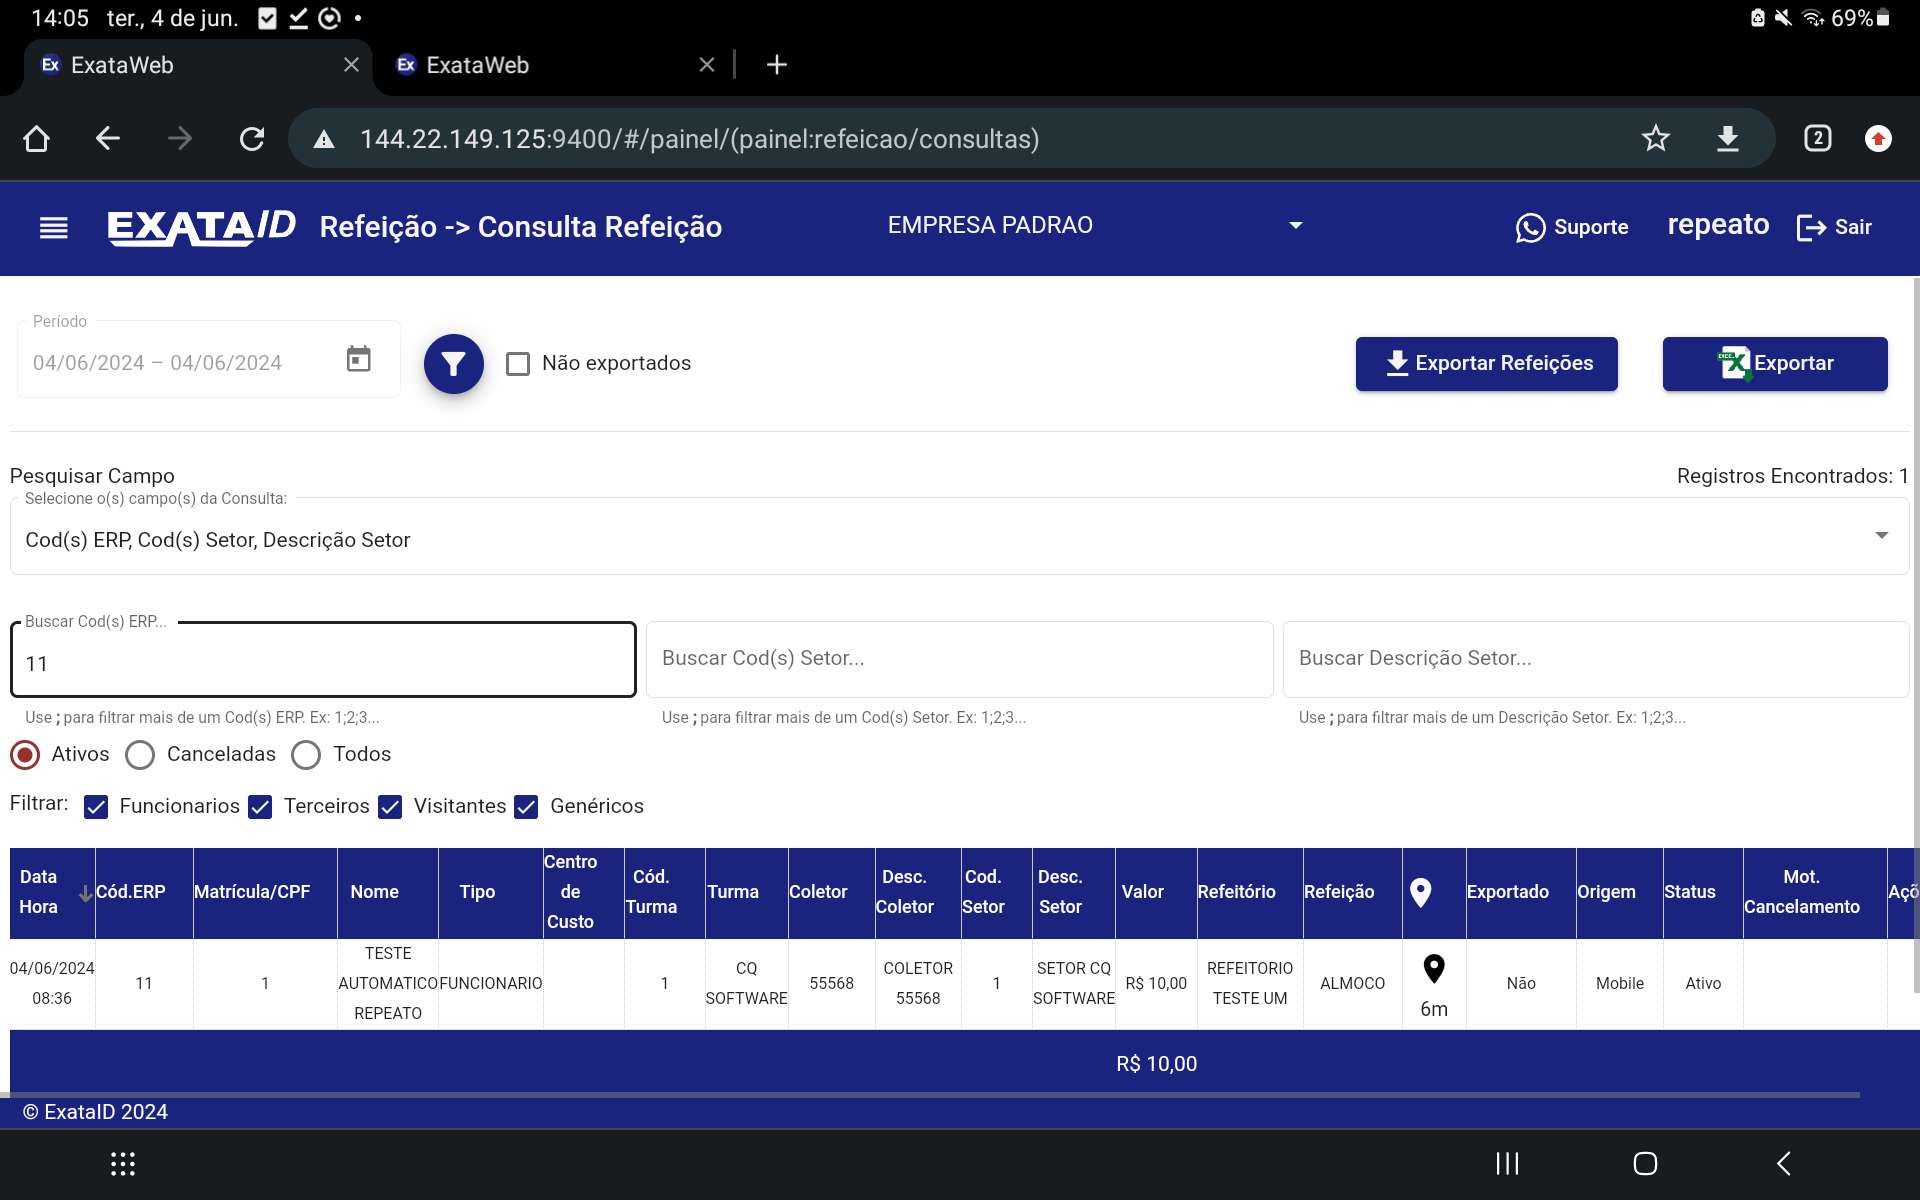 14:05 ter., 4 de jun. 69%
Ex ExataWeb
Ex ExataWeb
144.22.149.125:9400/#/painel/(painel:refeicao/consultas) 2
EXATA/ID Refeição -> Consulta Refeição EMPRESA PADRAO Suporte repeato Sair
Período
04/06/2024 – 04/06/2024
Não exportados
Exportar Refeições
Exportar
Pesquisar Campo Registros Encontrados: 1
Selecione o(s) campo(s) da Consulta:
Cod(s) ERP, Cod(s) Setor, Descrição Setor
Buscar Cod(s) ERP...
11
Buscar Cod(s) Setor...
Buscar Descrição Setor...
Use ; para filtrar mais de um Cod(s) ERP. Ex: 1;2;3...
Use ; para filtrar mais de um Cod(s) Setor. Ex: 1;2;3...
Use ; para filtrar mais de um Descrição Setor. Ex: 1;2;3...
Ativos Canceladas Todos
Filtrar: Funcionarios Terceiros Visitantes Genéricos
Data
Hora
Cód.ERP
Matrícula/CPF
Nome
Tipo
Centro
de
Custo
Cód.
Turma
Turma
Coletor
Desc.
Coletor
Cod.
Setor
Desc.
Setor
Valor
Refeitório
Refeição
Exportado
Origem
Status
Mot.
Cancelamento
Açõ
04/06/2024
08:36
11
1
TESTE
AUTOMATICO
REPEATO
FUNCIONARIO
1
CQ
SOFTWARE
55568
COLETOR
55568
1
SETOR CQ
SOFTWARE
R$ 10,00
REFEITORIO
TESTE UM
ALMOCO
6m
Não
Mobile
Ativo
R$ 10,00
© ExataID 2024